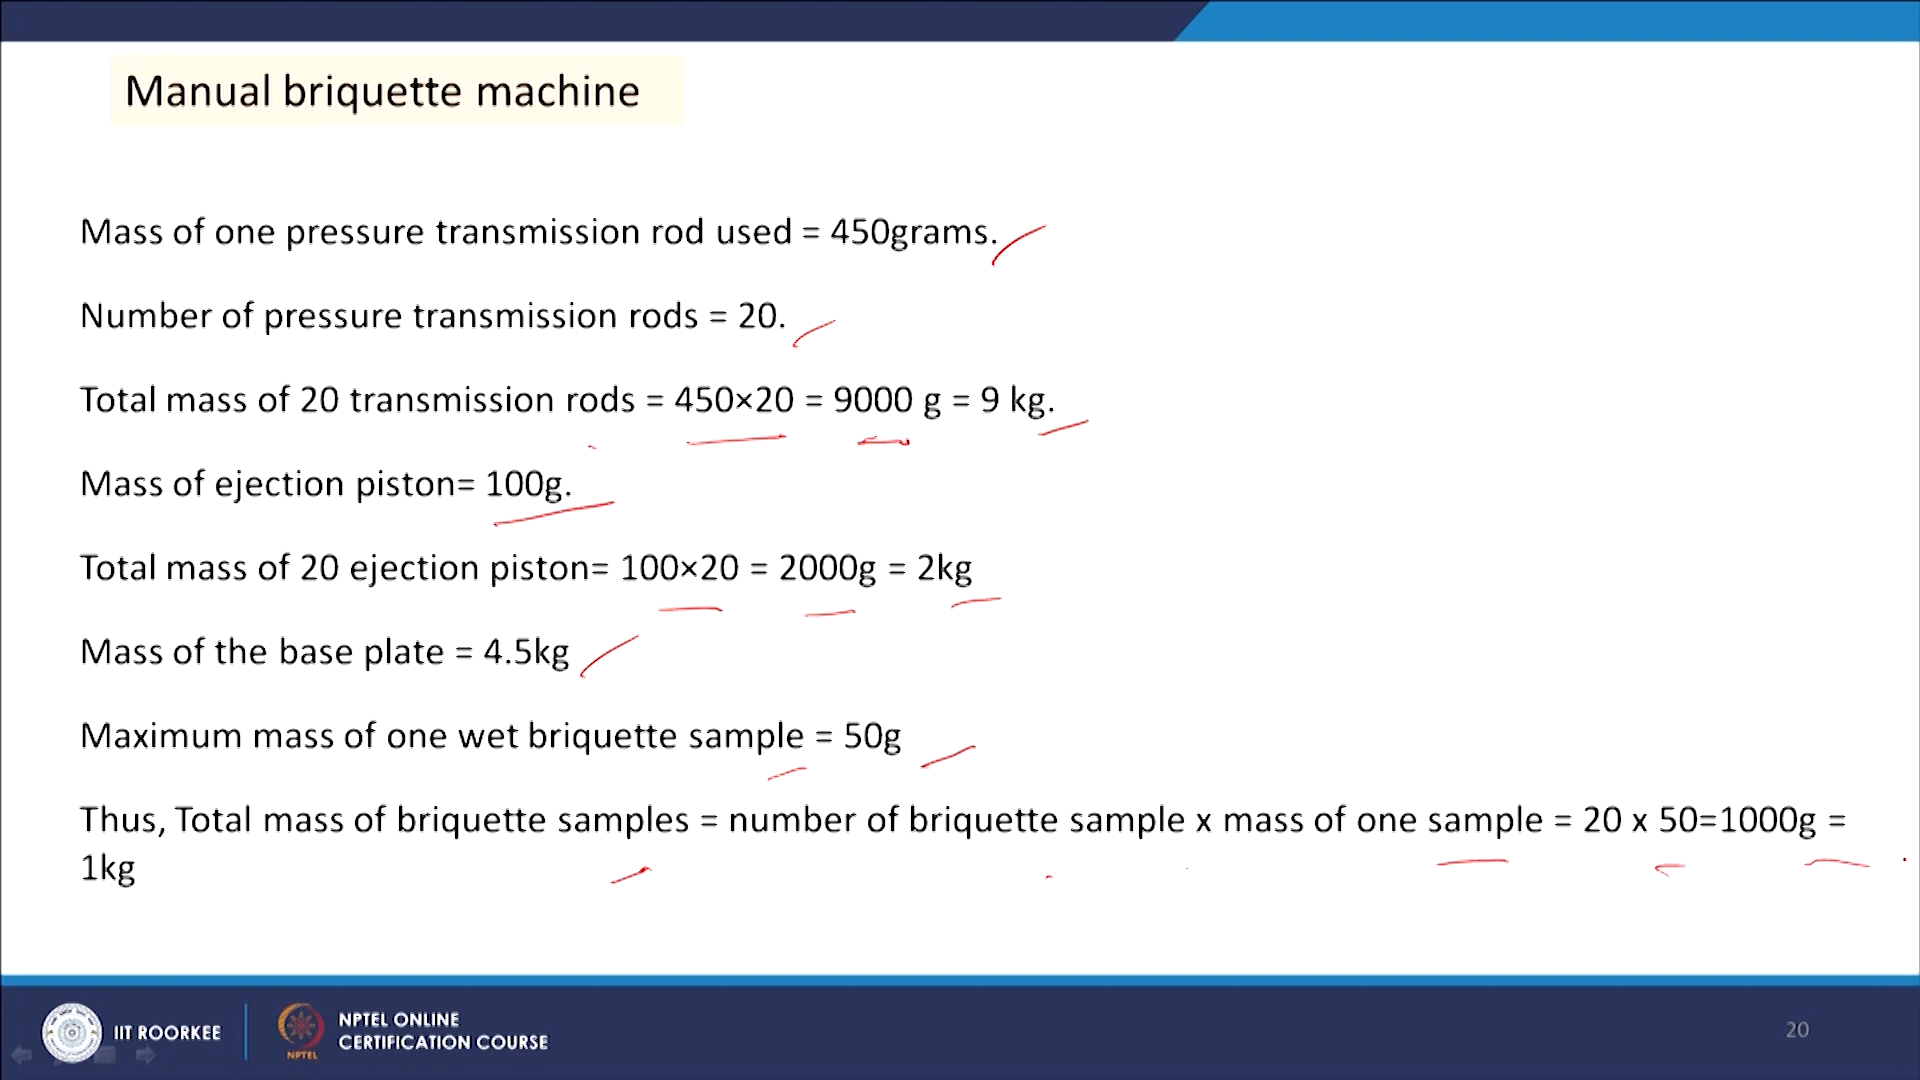 Manual briquette machine
Mass of one pressure transmission rod used = 450grams.
Number of pressure transmission rods = 20.
Total mass of 20 transmission rods = 450×20 = 9000 g = 9 kg.
Mass of ejection piston= 100g.
Total mass of 20 ejection piston= 100×20 = 2000g = 2kg
Mass of the base plate = 4.5kg
Maximum mass of one wet briquette sample = 50g
Thus, Total mass of briquette samples = number of briquette sample x mass of one sample = 20 x 50=1000g =
1kg
IIT ROORKEE
NPTEL
NPTEL ONLINE
CERTIFICATION COURSE
20